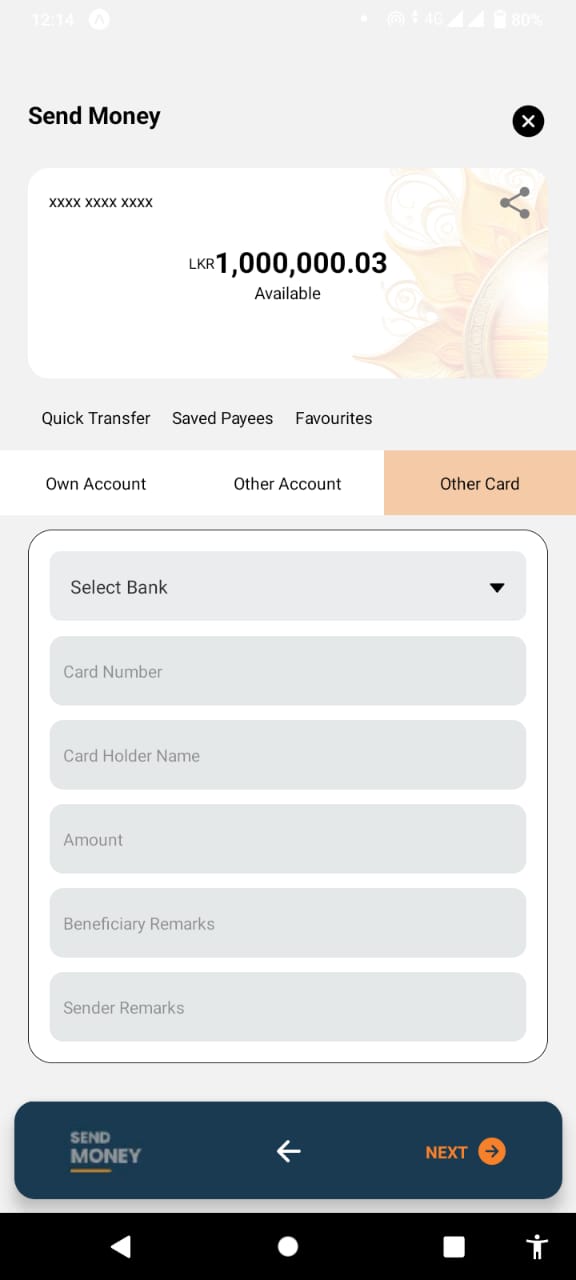 12:14 4G 80%
Send Money
xxxx xxxx xxxx
LKR1,000,000.03
Available
Quick Transfer Saved Payees Favourites
Own Account Other Account Other Card
Select Bank
Card Number
Card Holder Name
Amount
Beneficiary Remarks
Sender Remarks
SEND
MONEY
NEXT